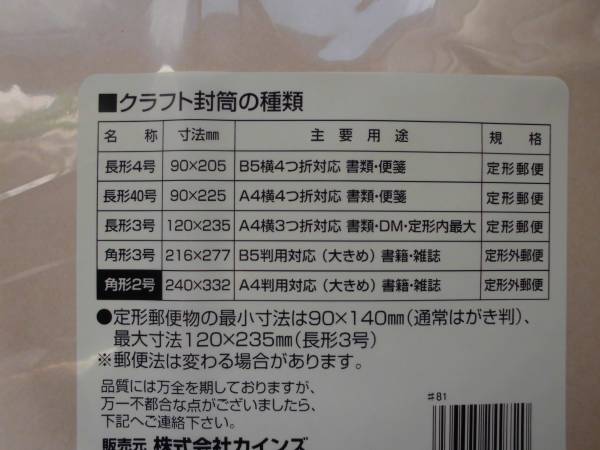 ■クラフト封筒の種類
名 称 寸法mm 主 要 用 途 規 格
長形4号 90×205 B5横4つ折対応 書類・便箋 定形郵便
長形40号 90×225 A4横4つ折対応 書類・便箋 定形郵便
長形3号 120×235 A4横3つ折対応 書類・DM・定形内最大 定形郵便
角形3号 216×277 B5判用対応（大きめ）書籍・雑誌 定形外郵便
角形2号 240×332 A4判用対応（大きめ）書籍・雑誌 定形外郵便
●定形郵便物の最小寸法は90×140mm（通常はがき判）、
最大寸法120×235mm（長形3号）
※郵便法は変わる場合があります。
品質には万全を期しておりますが、
万一不都合な点がございましたら、
下記へご連絡下さい。
販売元 株式会社カインズ
#81